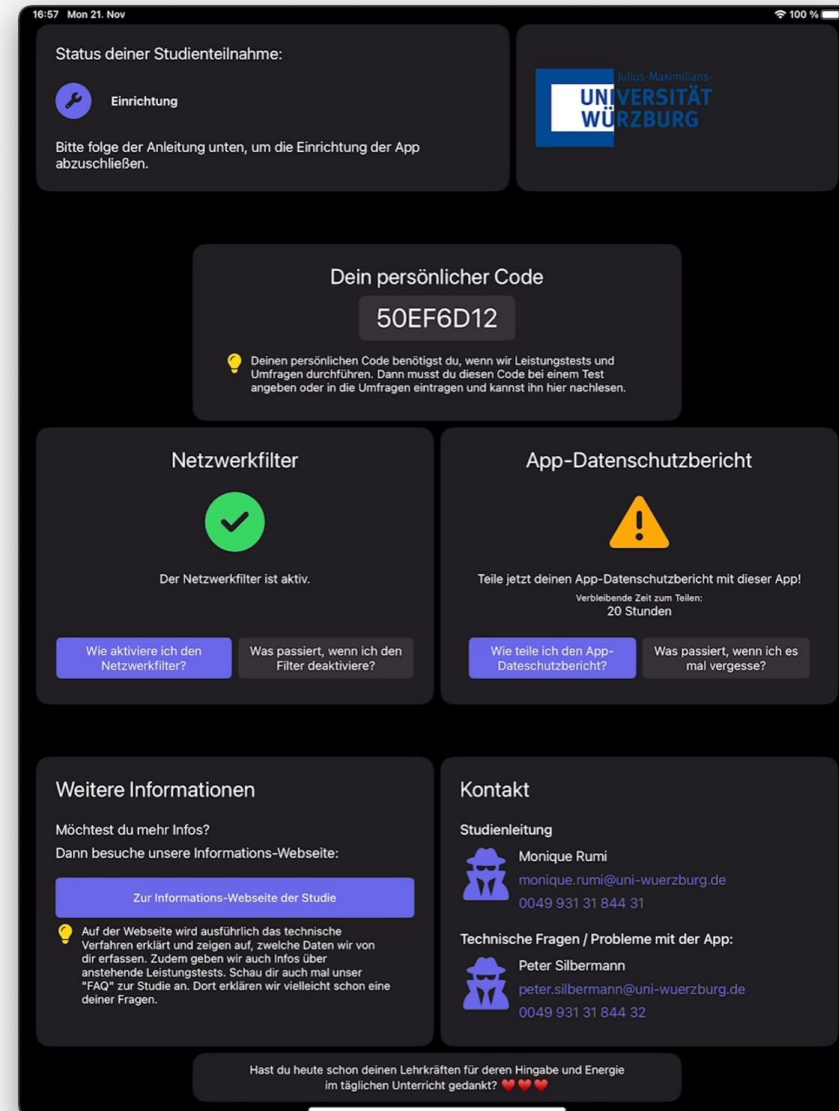 16:57 Mon 21. Nov
100 %
Status deiner Studienteilnahme:
Einrichtung
Bitte folge der Anleitung unten, um die Einrichtung der App
abzuschließen.
Julius-Maximilians-
UNIVERSITÄT
WÜRZBURG
Dein persönlicher Code
50EF6D12
Deinen persönlichen Code benötigst du, wenn wir Leistungstests und
Umfragen durchführen. Dann musst du diesen Code bei einem Test
angeben oder in die Umfragen eintragen und kannst ihn hier nachlesen.
Netzwerkfilter
Der Netzwerkfilter ist aktiv.
Wie aktiviere ich den
Netzwerkfilter?
Was passiert, wenn ich den
Filter deaktiviere?
App-Datenschutzbericht
Teile jetzt deinen App-Datenschutzbericht mit dieser App!
Verbleibende Zeit zum Teilen:
20 Stunden
Wie teile ich den App-
Dateschutzbericht?
Was passiert, wenn ich es
mal vergesse?
Weitere Informationen
Möchtest du mehr Infos?
Dann besuche unsere Informations-Webseite:
Zur Informations-Webseite der Studie
Auf der Webseite wird ausführlich das technische
Verfahren erklärt und zeigen auf, zwelche Daten wir von
dir erfassen. Zudem geben wir auch Infos über
anstehende Leistungstests. Schau dir auch mal unser
"FAQ" zur Studie an. Dort erklären wir vielleicht schon eine
deiner Fragen.
Kontakt
Studienleitung
Monique Rumi
monique.rumi@uni-wuerzburg.de
0049 931 31 844 31
Technische Fragen / Probleme mit der App:
Peter Silbermann
peter.silbermann@uni-wuerzburg.de
0049 931 31 844 32
Hast du heute schon deinen Lehrkräften für deren Hingabe und Energie
im täglichen Unterricht gedankt? ❤️❤️❤️